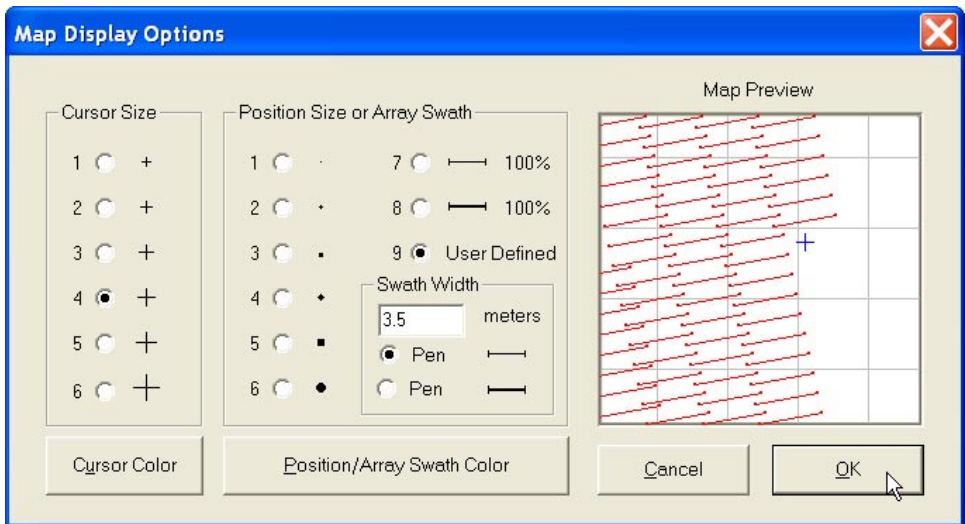 Map Display Options
Cursor Size
1
2
3
4
5
6
Cursor Color
Position Size or Array Swath
1
2
3
4
5
6
7 100%
8 100%
9 User Defined
Swath Width
3.5 meters
Pen
Pen
Position/Array Swath Color
Map Preview
Cancel
OK